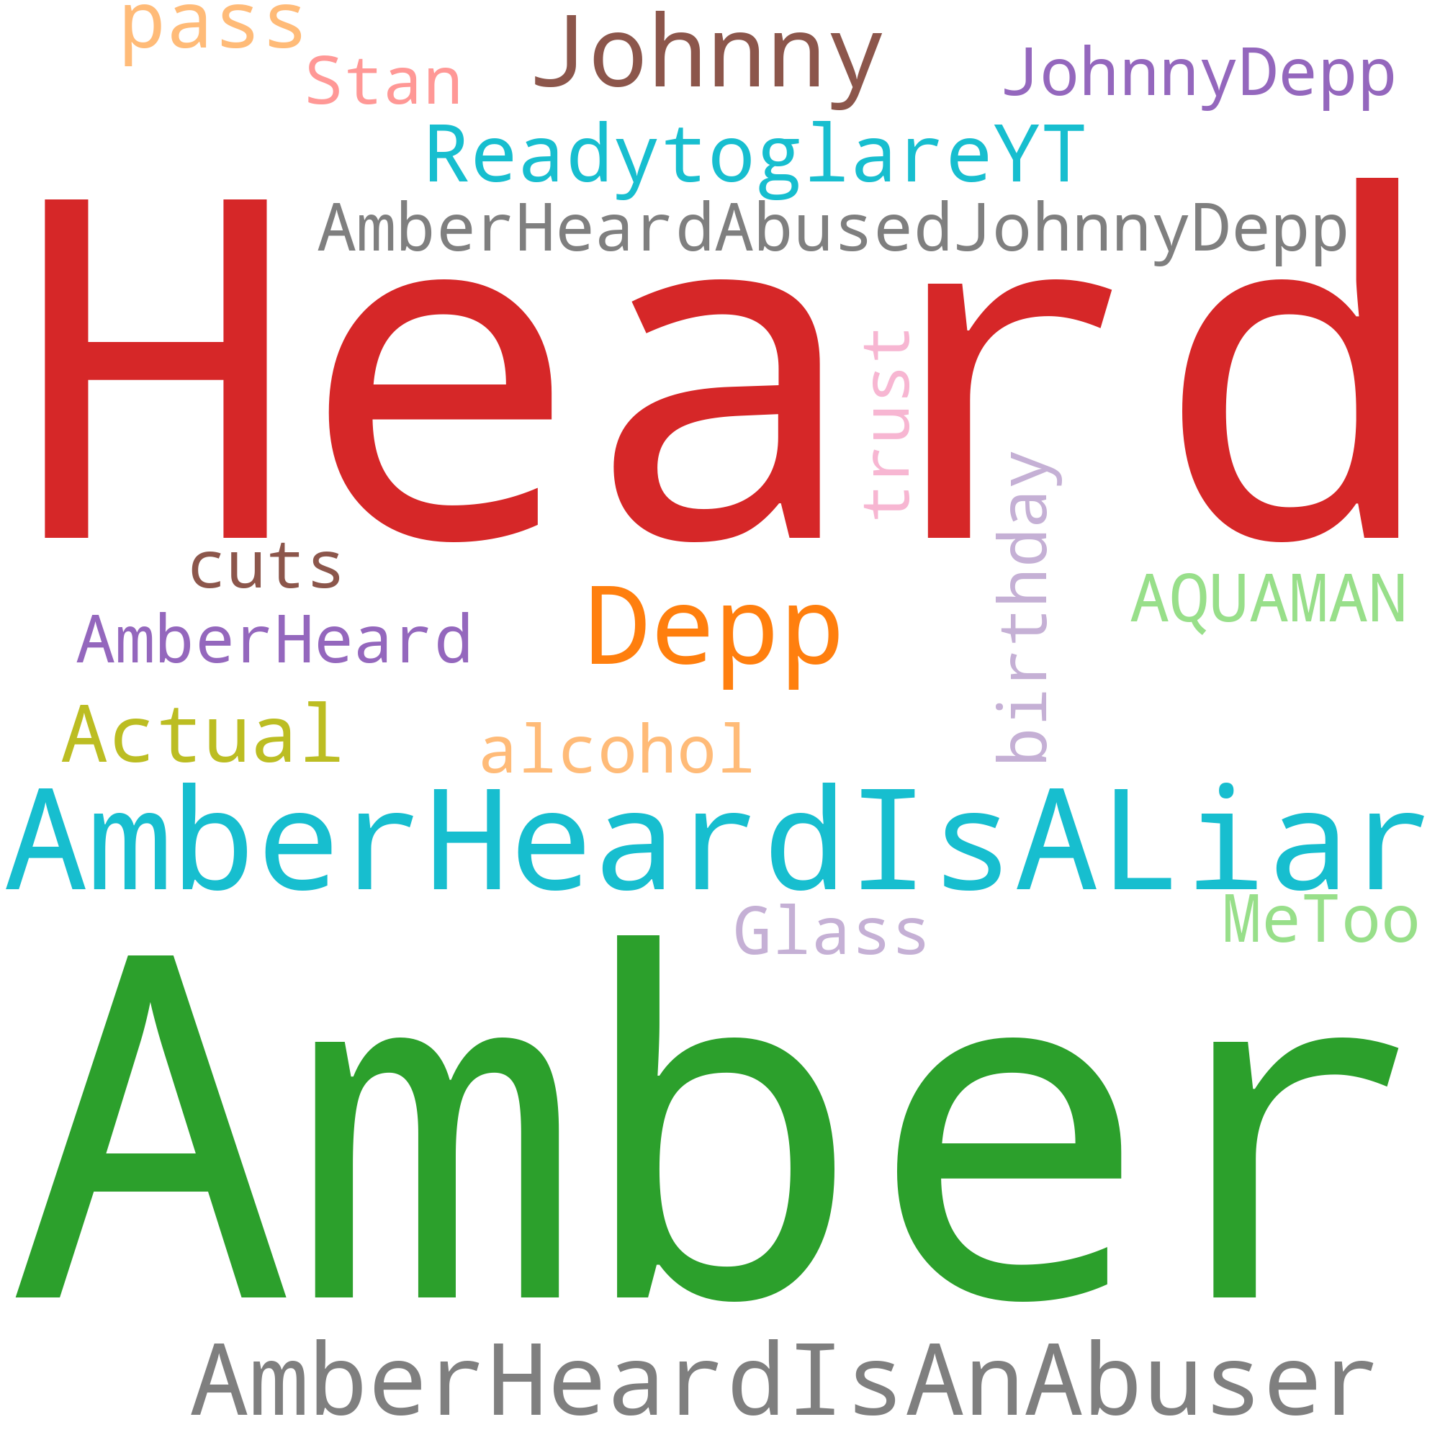 pass
Johnny
Stan
JohnnyDepp
ReadytoglareYT
AmberHeardAbusedJohnnyDepp
Heard
trust
birthday
cuts
AQUAMAN
AmberHeard
Depp
Actual
alcohol
AmberHeardIsALiar
Glass
MeToo
Amber
AmberHeardIsAnAbuser